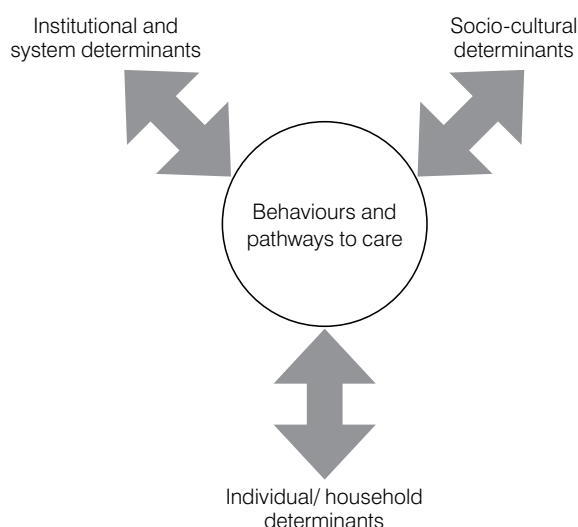 Institutional and
system determinants
Socio-cultural
determinants
Behaviours and
pathways to care
Individual/ household
determinants